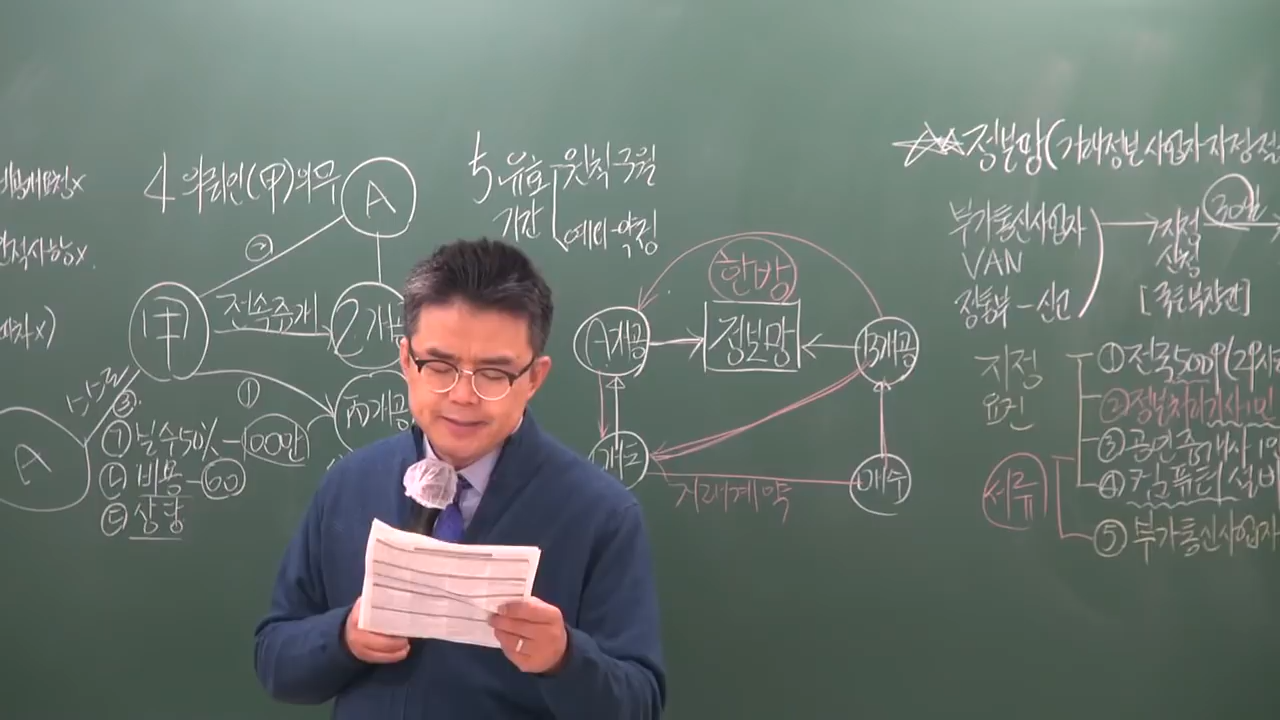 4 의뢰인(甲)의무
A
②
甲
전속중개
乙개공
①
丙개공
③
A
㉠ 남수50% - 100만
㉡ 비용 - 60
㉢ 상당
5 유효기간
원칙 3월
예외-약정
한방
정보망
A개공
B개공
매도
매수
거래계약
☆☆ 정보망(거래정보사업자지정
부가통신사업자
VAN
정통부-신고
지정
신청
30일
[국토부장관]
지정
요건
① 전국500이
② 정보처리기사1인
③ 공인중개사 1인
④ 컴퓨터 설비
⑤ 부가통신사업자
서류